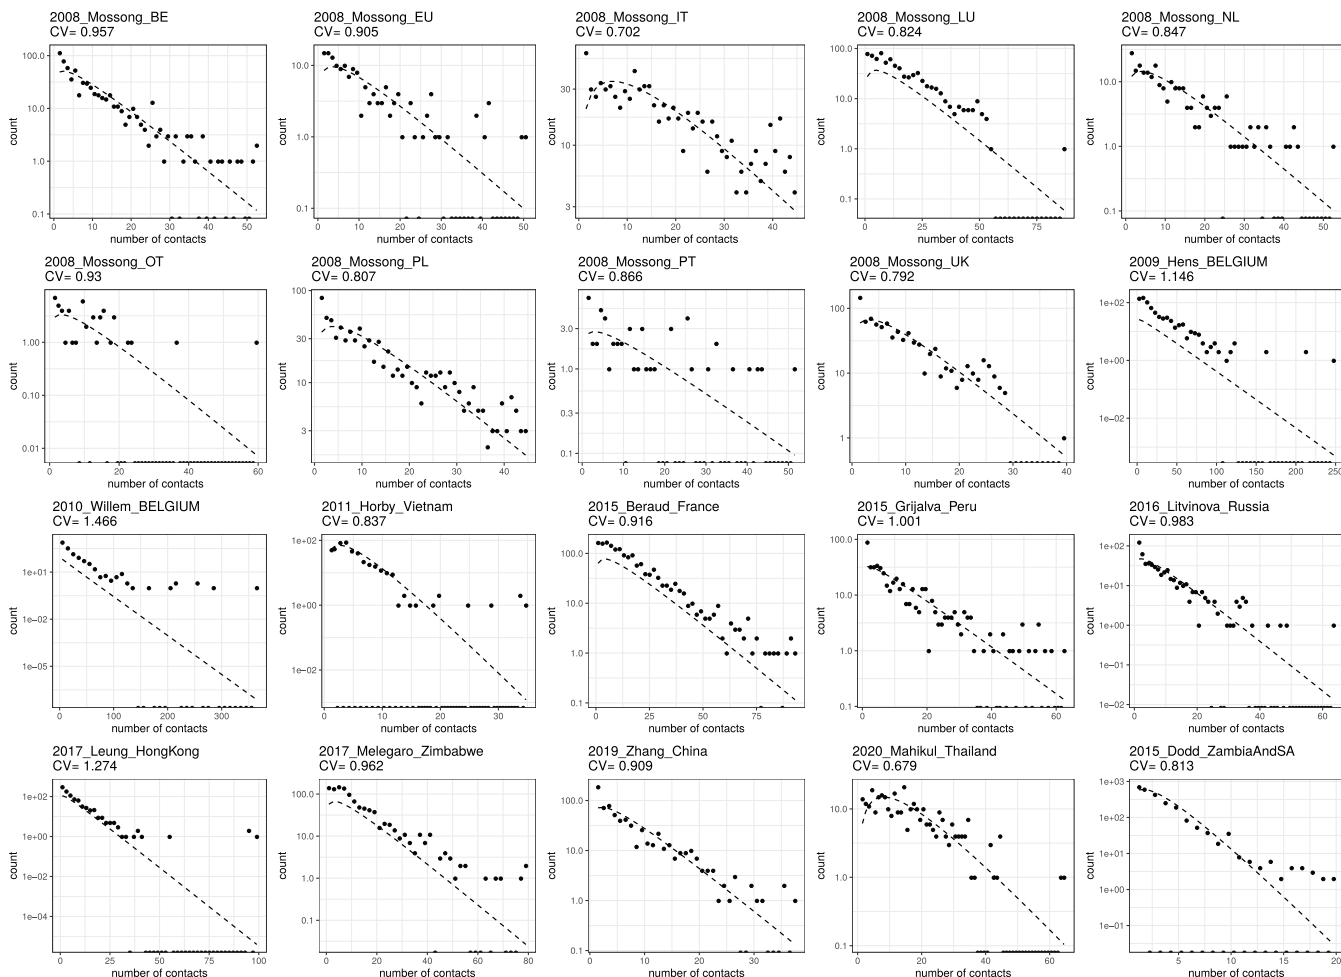 2008_Mossong_BE
CV= 0.957
count
100.0
10.0
1.0
0.1
0 10 20 30 40 50
number of contacts
2008_Mossong_EU
CV= 0.905
count
10.0
1.0
0.1
0 10 20 30 40 50
number of contacts
2008_Mossong_IT
CV= 0.702
count
30
10
3
0 10 20 30 40
number of contacts
2008_Mossong_LU
CV= 0.824
count
100.0
10.0
1.0
0.1
0 25 50 75
number of contacts
2008_Mossong_NL
CV= 0.847
count
10.0
1.0
0.1
0 10 20 30 40 50
number of contacts
2008_Mossong_OT
CV= 0.93
count
1.00
0.10
0.01
0 20 40 60
number of contacts
2008_Mossong_PL
CV= 0.807
count
100
30
10
3
0 10 20 30 40
number of contacts
2008_Mossong_PT
CV= 0.866
count
3.0
1.0
0.3
0.1
0 10 20 30 40 50
number of contacts
2008_Mossong_UK
CV= 0.792
count
100
10
1
0 10 20 30 40
number of contacts
2009_Hens_BELGIUM
CV= 1.146
count
1e+02
1e+00
1e−02
0 50 100 150 200 250
number of contacts
2010_Willem_BELGIUM
CV= 1.466
count
1e+01
1e−02
1e−05
0 100 200 300
number of contacts
2011_Horby_Vietnam
CV= 0.837
count
1e+02
1e+00
1e−02
0 10 20 30
number of contacts
2015_Beraud_France
CV= 0.916
count
100.0
10.0
1.0
0.1
0 25 50 75
number of contacts
2015_Grijalva_Peru
CV= 1.001
count
100.0
10.0
1.0
0.1
0 20 40 60
number of contacts
2016_Litvinova_Russia
CV= 0.983
count
1e+02
1e+01
1e+00
1e−01
1e−02
0 20 40 60
number of contacts
2017_Leung_HongKong
CV= 1.274
count
1e+02
1e+00
1e−02
1e−04
0 25 50 75 100
number of contacts
2017_Melegaro_Zimbabwe
CV= 0.962
count
100.0
10.0
1.0
0.1
0 20 40 60 80
number of contacts
2019_Zhang_China
CV= 0.909
count
100.0
10.0
1.0
0.1
0 10 20 30
number of contacts
2020_Mahikul_Thailand
CV= 0.679
count
10.0
1.0
0.1
0 20 40 60
number of contacts
2015_Dodd_ZambiaAndSA
CV= 0.813
count
1e+03
1e+02
1e+01
1e+00
1e−01
5 10 15 20
number of contacts